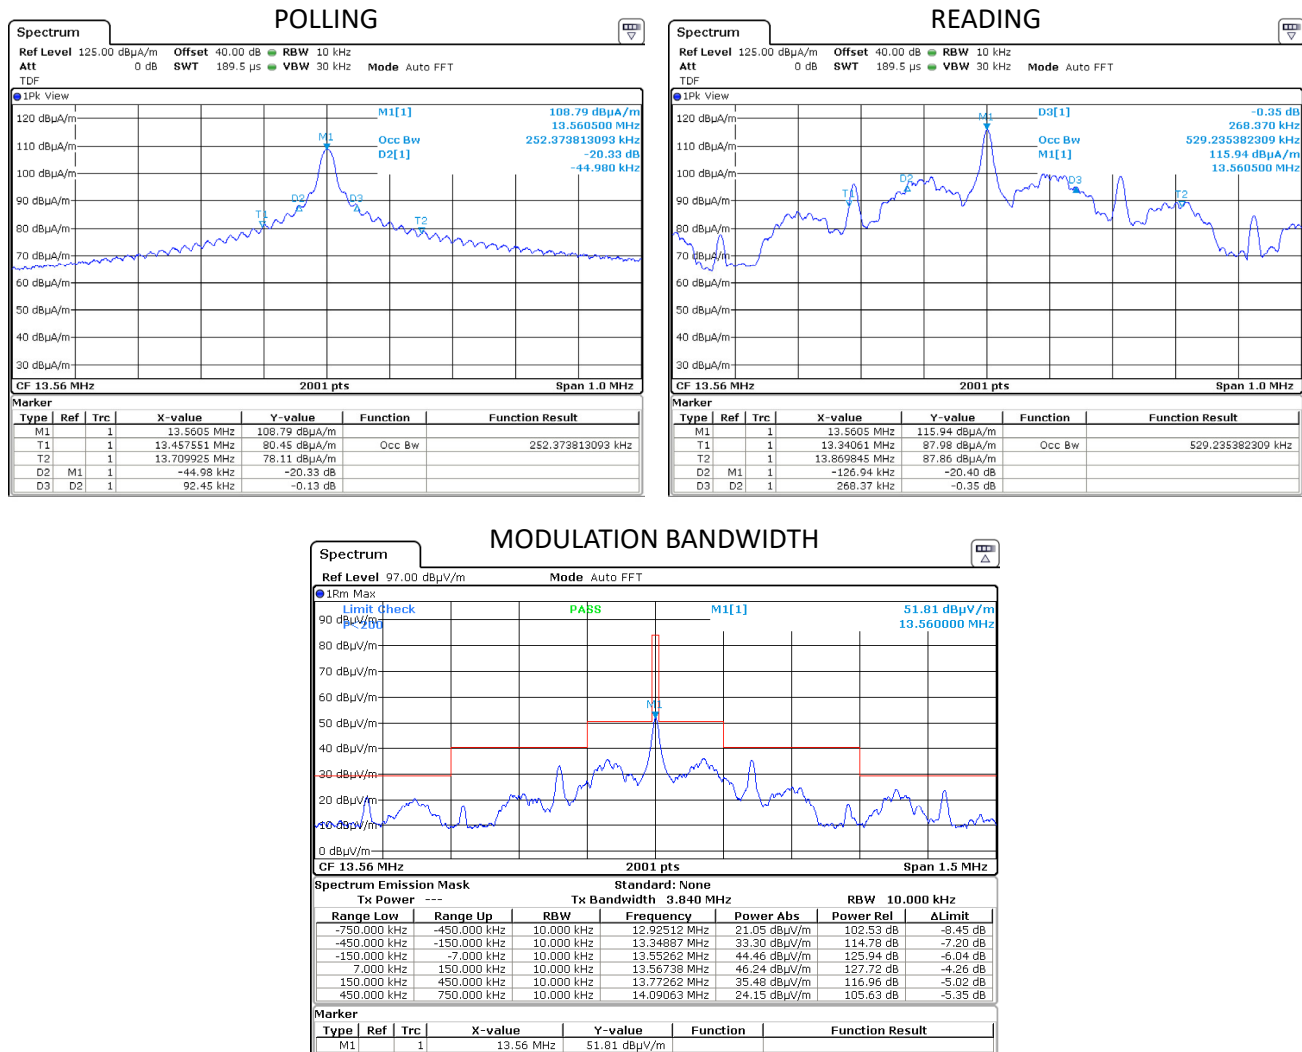 POLLING
Spectrum
Ref Level 125.00 dBµA/m Offset 40.00 dB RBW 10 kHz
Att 0 dB SWT 189.5 µs VBW 30 kHz Mode Auto FFT
TDF
1Pk View
M1[1] 108.79 dBµA/m
13.560500 MHz
Occ Bw 252.373813093 kHz
D2[1] -20.33 dB
-44.980 kHz
120 dBµA/m
110 dBµA/m
100 dBµA/m
90 dBµA/m
80 dBµA/m
70 dBµA/m
60 dBµA/m
50 dBµA/m
40 dBµA/m
30 dBµA/m
M1
D2 D3
T1 T2
CF 13.56 MHz 2001 pts Span 1.0 MHz
Marker
Type Ref Trc X-value Y-value Function Function Result
M1 1 13.5605 MHz 108.79 dBµA/m
T1 1 13.457551 MHz 80.45 dBµA/m Occ Bw 252.373813093 kHz
T2 1 13.709925 MHz 78.11 dBµA/m
D2 M1 1 -44.98 kHz -20.33 dB
D3 D2 1 92.45 kHz -0.13 dB
READING
Spectrum
Ref Level 125.00 dBµA/m Offset 40.00 dB RBW 10 kHz
Att 0 dB SWT 189.5 µs VBW 30 kHz Mode Auto FFT
TDF
1Pk View
D3[1] -0.35 dB
268.370 kHz
Occ Bw 529.235382309 kHz
M1[1] 115.94 dBµA/m
13.560500 MHz
120 dBµA/m
110 dBµA/m
100 dBµA/m
90 dBµA/m
80 dBµA/m
70 dBµA/m
60 dBµA/m
50 dBµA/m
40 dBµA/m
30 dBµA/m
M1
D2 D3
T1 T2
CF 13.56 MHz 2001 pts Span 1.0 MHz
Marker
Type Ref Trc X-value Y-value Function Function Result
M1 1 13.5605 MHz 115.94 dBµA/m
T1 1 13.34061 MHz 87.98 dBµA/m Occ Bw 529.235382309 kHz
T2 1 13.869845 MHz 87.86 dBµA/m
D2 M1 1 -126.94 kHz -20.40 dB
D3 D2 1 268.37 kHz -0.35 dB
MODULATION BANDWIDTH
Spectrum
Ref Level 97.00 dBµV/m Mode Auto FFT
1Rm Max
Limit Check PASS M1[1] 51.81 dBµV/m
P<200 13.560000 MHz
90 dBµV/m
80 dBµV/m
70 dBµV/m
60 dBµV/m
50 dBµV/m
40 dBµV/m
30 dBµV/m
20 dBµV/m
10 dBµV/m
0 dBµV/m
M1
CF 13.56 MHz 2001 pts Span 1.5 MHz
Spectrum Emission Mask Standard: None
Tx Power --- Tx Bandwidth 3.840 MHz RBW 10.000 kHz
Range Low Range Up RBW Frequency Power Abs Power Rel ΔLimit
-750.000 kHz -450.000 kHz 10.000 kHz 12.92512 MHz 21.05 dBµV/m 102.53 dB -8.45 dB
-450.000 kHz -150.000 kHz 10.000 kHz 13.34887 MHz 33.30 dBµV/m 114.78 dB -7.20 dB
-150.000 kHz -7.000 kHz 10.000 kHz 13.55262 MHz 44.46 dBµV/m 125.94 dB -6.04 dB
7.000 kHz 150.000 kHz 10.000 kHz 13.56738 MHz 46.24 dBµV/m 127.72 dB -4.26 dB
150.000 kHz 450.000 kHz 10.000 kHz 13.77262 MHz 35.48 dBµV/m 116.96 dB -5.02 dB
450.000 kHz 750.000 kHz 10.000 kHz 14.09063 MHz 24.15 dBµV/m 105.63 dB -5.35 dB
Marker
Type Ref Trc X-value Y-value Function Function Result
M1 1 13.56 MHz 51.81 dBµV/m